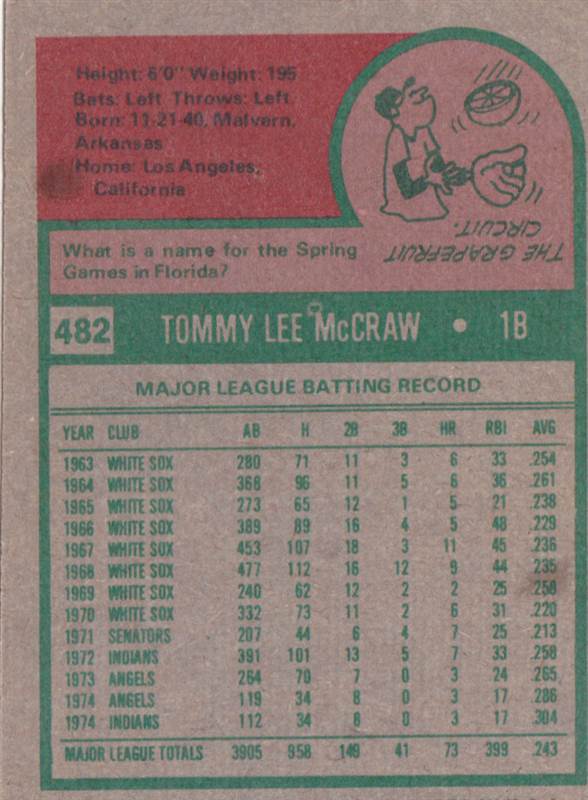 Height: 6'0" Weight: 195
Bats: Left Throws: Left.
Born: 11-21-40, Malvern,
Arkansas
Home: Los Angeles,
California
What is a name for the Spring
Games in Florida?
THE GRAPEFRUIT
CIRCUIT.
482 TOMMY LEE McCRAW • 1B
MAJOR LEAGUE BATTING RECORD
YEAR CLUB AB H 2B 3B HR RBI AVG
1963 WHITE SOX 280 71 11 3 6 33 .254
1964 WHITE SOX 368 96 11 5 6 36 .261
1965 WHITE SOX 273 65 12 1 5 21 .238
1966 WHITE SOX 389 89 16 4 5 48 .229
1967 WHITE SOX 453 107 18 3 11 45 .236
1968 WHITE SOX 477 112 16 12 9 44 .235
1969 WHITE SOX 240 62 12 2 2 25 .258
1970 WHITE SOX 332 73 11 2 6 31 .220
1971 SENATORS 207 44 6 4 7 25 .213
1972 INDIANS 391 101 13 5 7 33 .258
1973 ANGELS 264 70 7 0 3 24 .265
1974 ANGELS 119 34 8 0 3 17 .286
1974 INDIANS 112 34 8 0 3 17 .304
MAJOR LEAGUE TOTALS 3905 958 149 41 73 399 .243